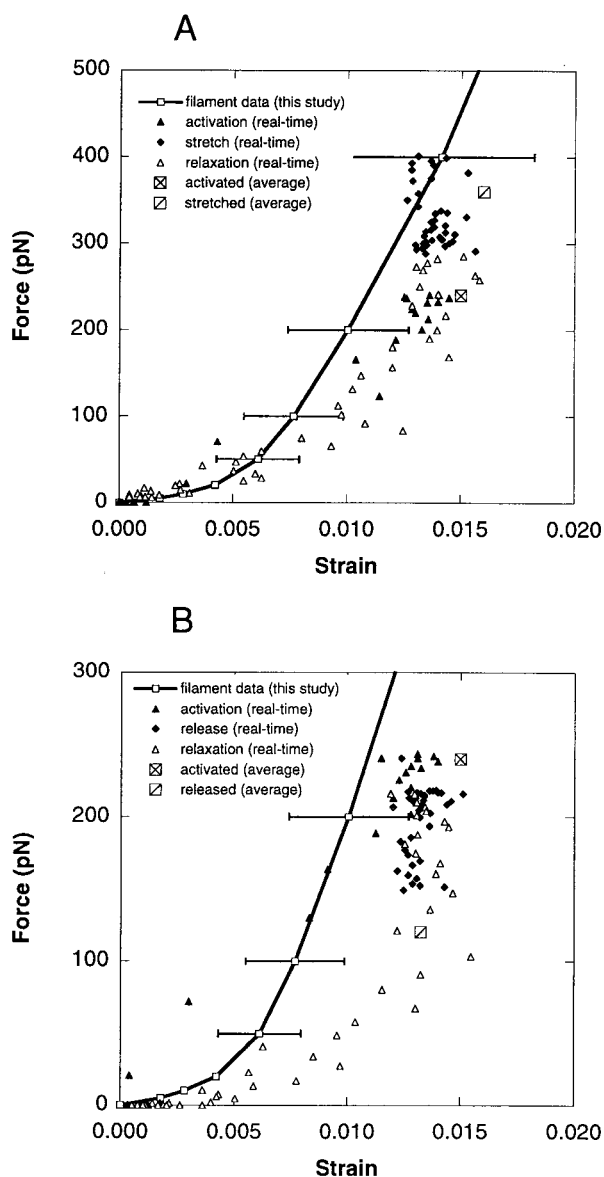 A
500
filament data (this study)
activation (real-time)
400
stretch (real-time)
relaxation (real-time)
activated (average)
stretched (average)
300
Force (pN)
200
100
0
0.000
0.005
0.010
0.015
0.020
Strain
B
300
filament data (this study)
activation (real-time)
release (real-time)
relaxation (real-time)
activated (average)
released (average)
200
Force (pN)
100
0
0.000
0.005
0.010
0.015
0.020
Strain